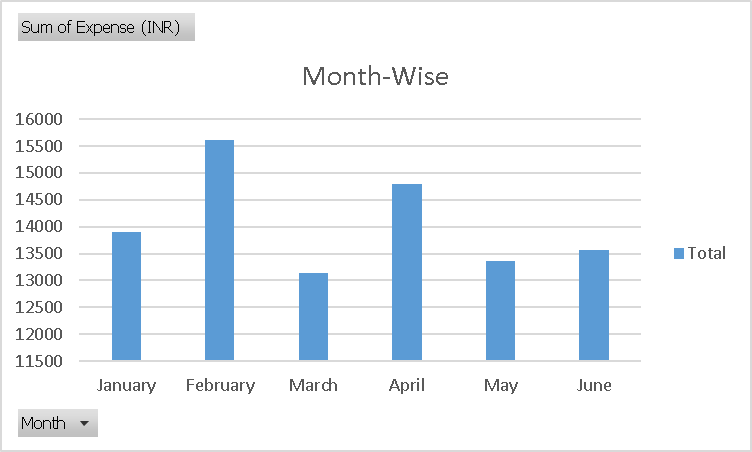 Sum of Expense (INR)
Month-Wise
16000
15500
15000
14500
14000
13500
13000
12500
12000
11500
Total
January February March April May June
Month